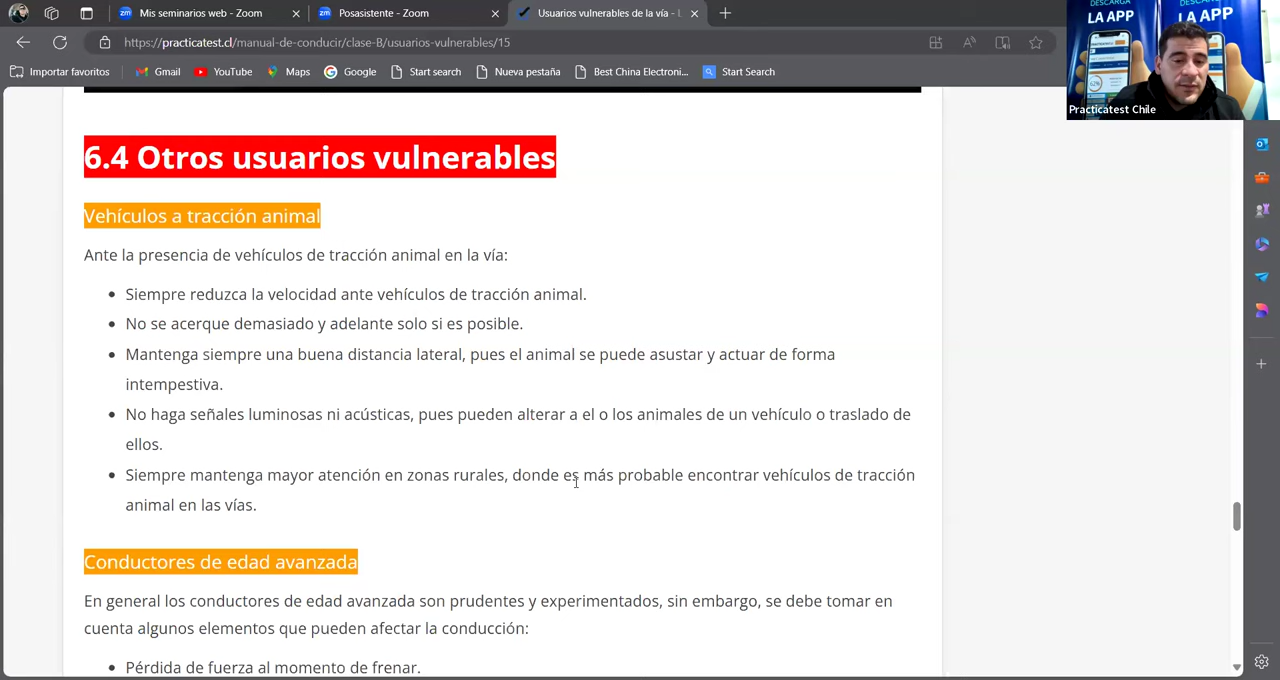 Mis seminarios web - Zoom
Posasistente - Zoom
Usuarios vulnerables de la vía - L
https://practicatest.cl/manual-de-conducir/clase-B/usuarios-vulnerables/15
Importar favoritos
Gmail
YouTube
Maps
Google
Start search
Nueva pestaña
Best China Electroni...
Start Search
DESCARGA
LA APP
DESCARGA
LA APP
Practicatest Chile
6.4 Otros usuarios vulnerables
Vehículos a tracción animal
Ante la presencia de vehículos de tracción animal en la vía:
• Siempre reduzca la velocidad ante vehículos de tracción animal.
• No se acerque demasiado y adelante solo si es posible.
• Mantenga siempre una buena distancia lateral, pues el animal se puede asustar y actuar de forma
intempestiva.
• No haga señales luminosas ni acústicas, pues pueden alterar a el o los animales de un vehículo o traslado de
ellos.
• Siempre mantenga mayor atención en zonas rurales, donde es más probable encontrar vehículos de tracción
animal en las vías.
Conductores de edad avanzada
En general los conductores de edad avanzada son prudentes y experimentados, sin embargo, se debe tomar en
cuenta algunos elementos que pueden afectar la conducción:
• Pérdida de fuerza al momento de frenar.